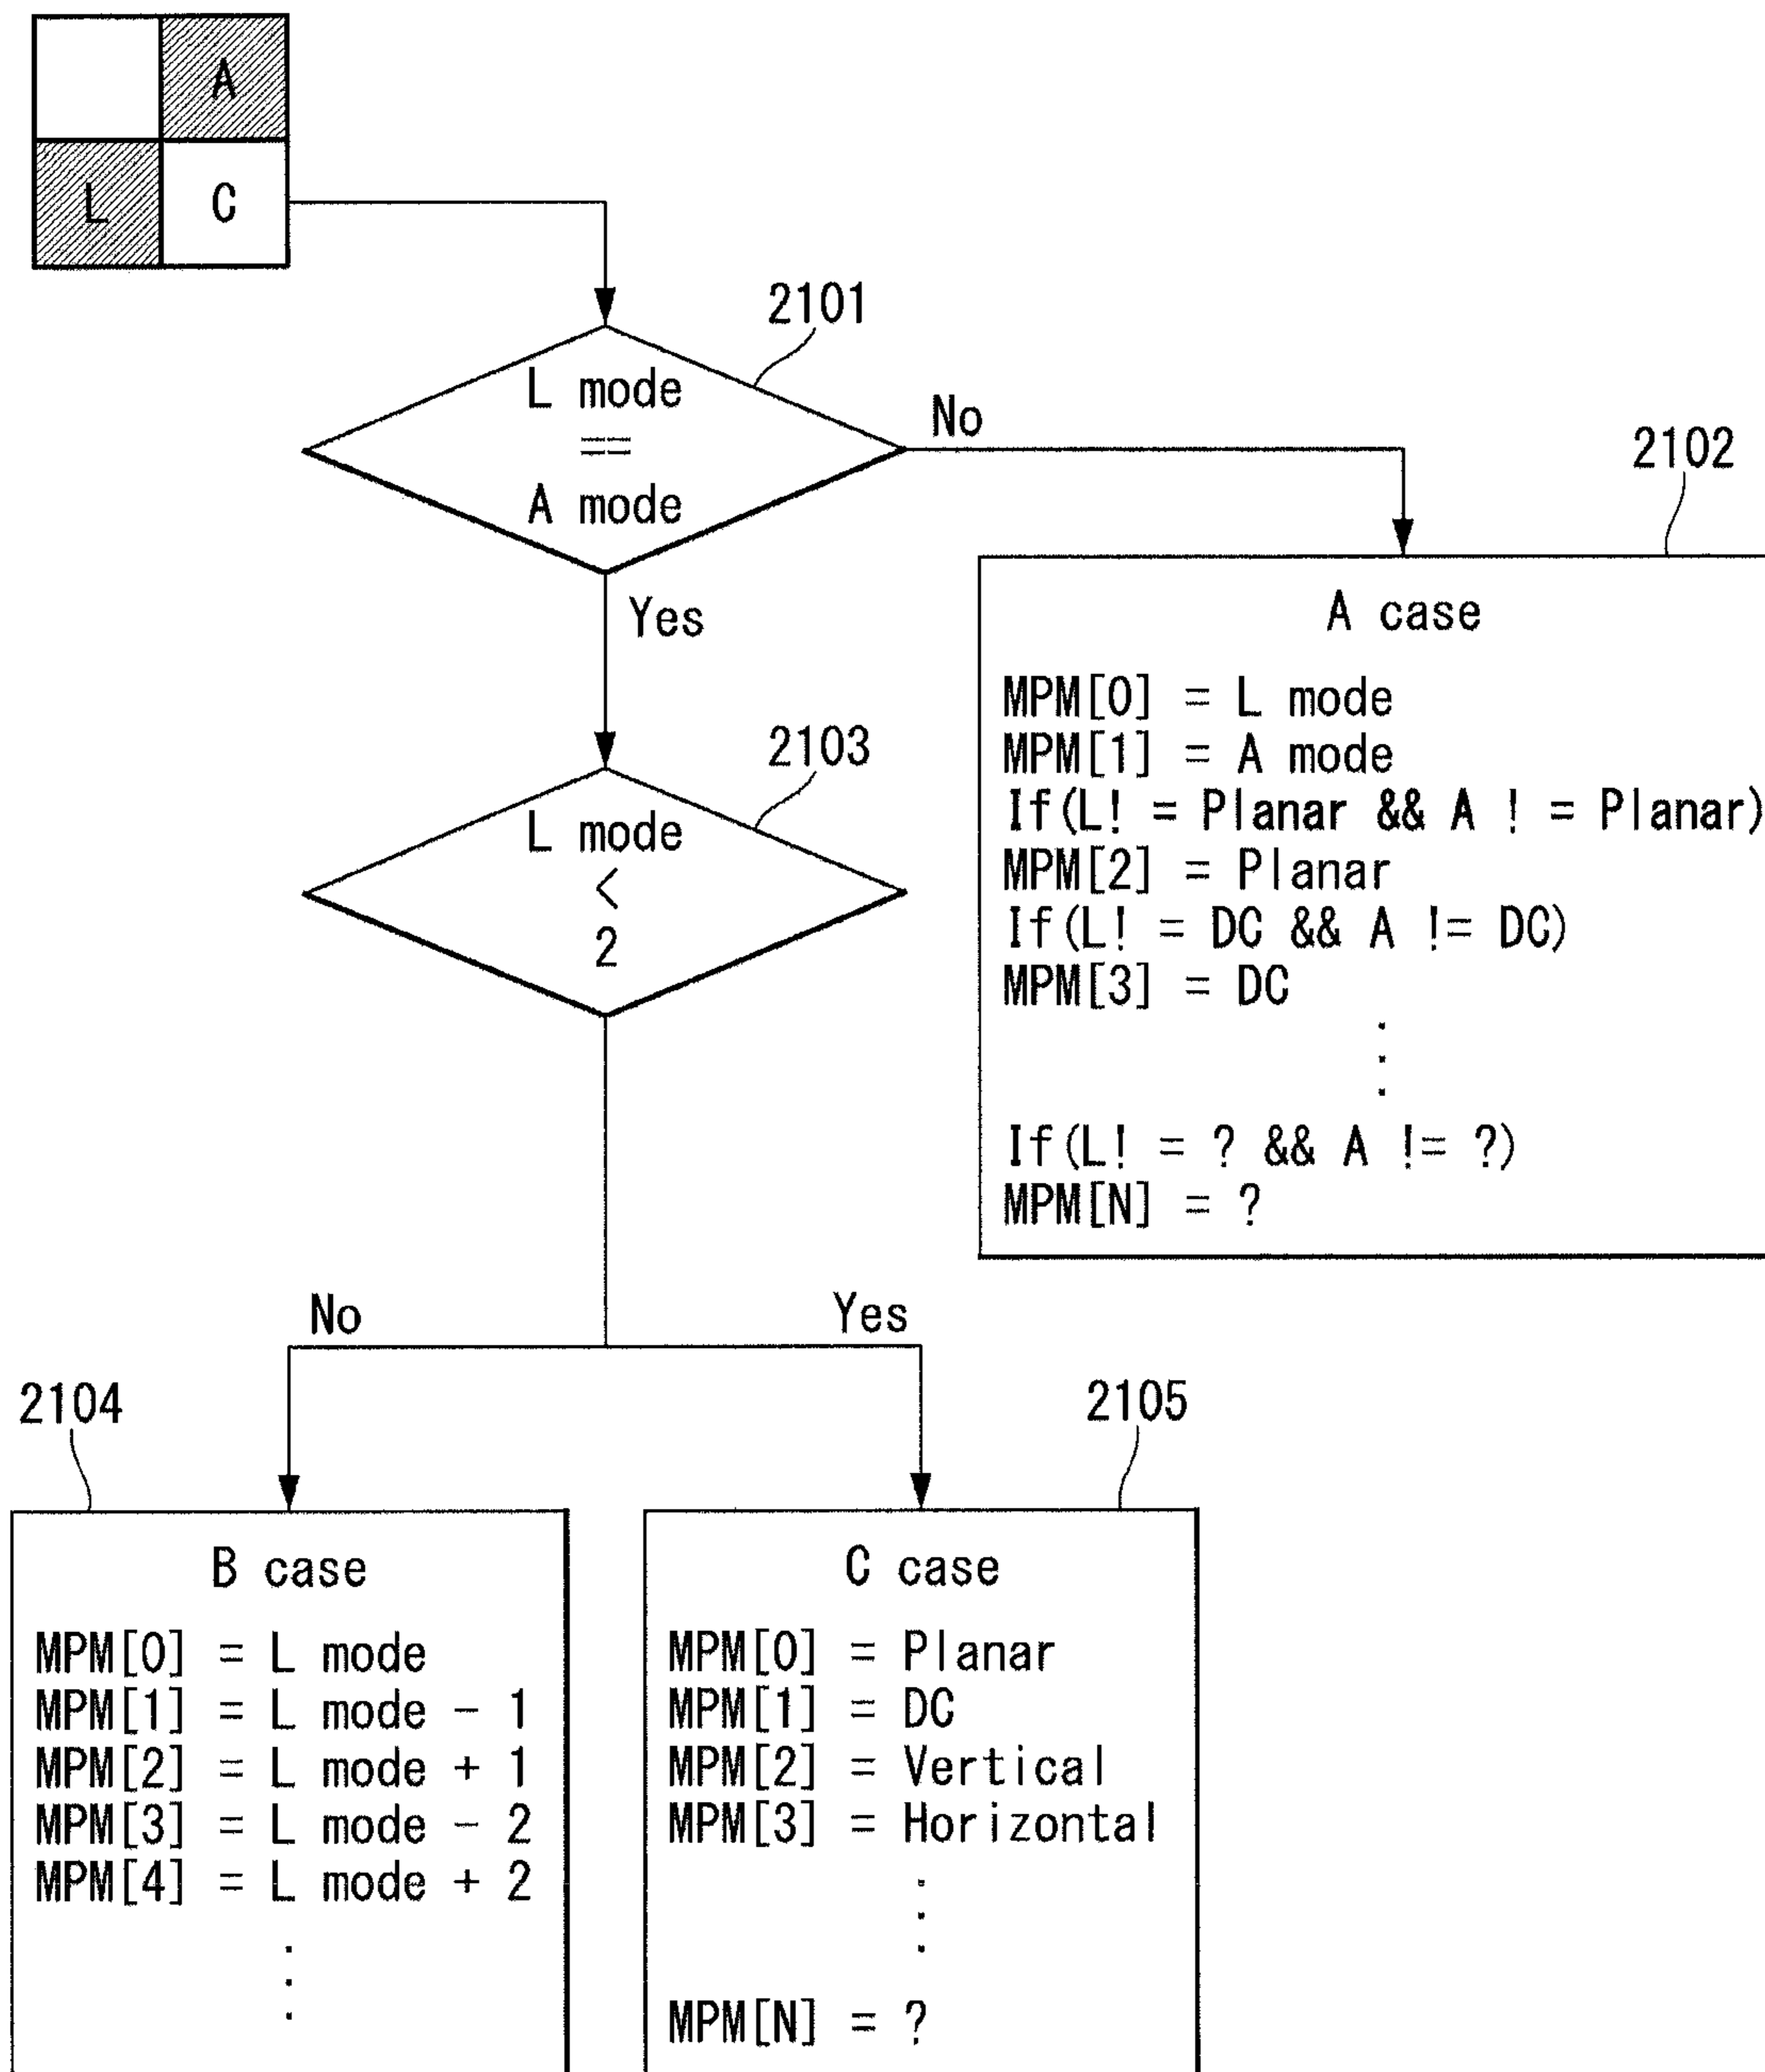 A
L
C
2101
L mode
==
A mode
No
2102
Yes
A case
MPM[0] = L mode
MPM[1] = A mode
If(L! = Planar && A ! = Planar)
MPM[2] = Planar
If(L! = DC && A != DC)
MPM[3] = DC
.
.
.
If(L! = ? && A != ?)
MPM[N] = ?
2103
L mode
<
2
No
Yes
2104
B case
MPM[0] = L mode
MPM[1] = L mode - 1
MPM[2] = L mode + 1
MPM[3] = L mode - 2
MPM[4] = L mode + 2
.
.
.
2105
C case
MPM[0] = Planar
MPM[1] = DC
MPM[2] = Vertical
MPM[3] = Horizontal
.
.
.
MPM[N] = ?